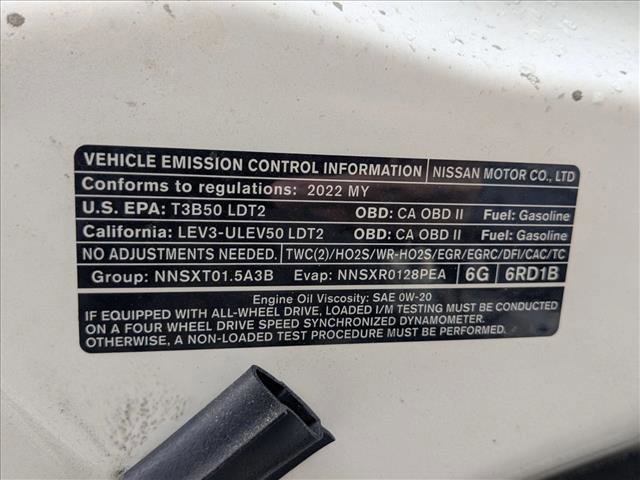 VEHICLE EMISSION CONTROL INFORMATION NISSAN MOTOR CO., LTD
Conforms to regulations: 2022 MY
U.S. EPA: T3B50 LDT2 OBD: CA OBD II Fuel: Gasoline
California: LEV3-ULEV50 LDT2 OBD: CA OBD II Fuel: Gasoline
NO ADJUSTMENTS NEEDED. TWC(2)/HO2S/WR-HO2S/EGR/EGRC/DFI/CAC/TC
Group: NNSXT01.5A3B Evap: NNSXR0128PEA 6G 6RD1B
Engine Oil Viscosity: SAE 0W-20
IF EQUIPPED WITH ALL-WHEEL DRIVE, LOADED I/M TESTING MUST BE CONDUCTED
ON A FOUR WHEEL DRIVE SPEED SYNCHRONIZED DYNAMOMETER.
OTHERWISE, A NON-LOADED TEST PROCEDURE MUST BE PERFORMED.